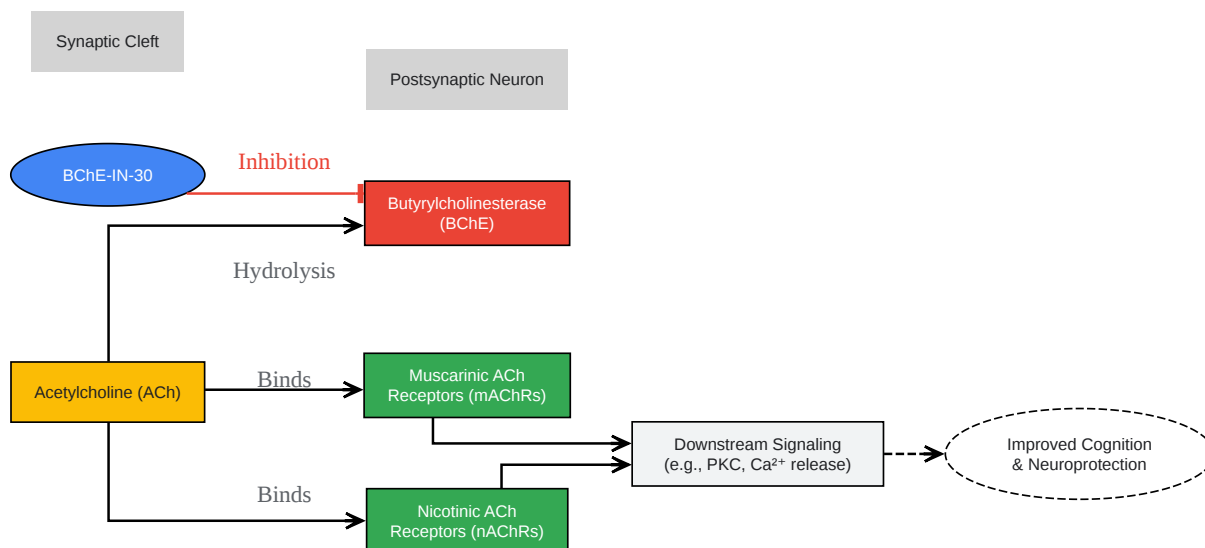 Synaptic Cleft
Postsynaptic Neuron
BChE-IN-30
Inhibition
Butyrylcholinesterase
(BChE)
Hydrolysis
Acetylcholine (ACh)
Binds
Muscarinic ACh
Receptors (mAChRs)
Downstream Signaling
(e.g., PKC, Ca²⁺ release)
Improved Cognition
& Neuroprotection
Binds
Nicotinic ACh
Receptors (nAChRs)